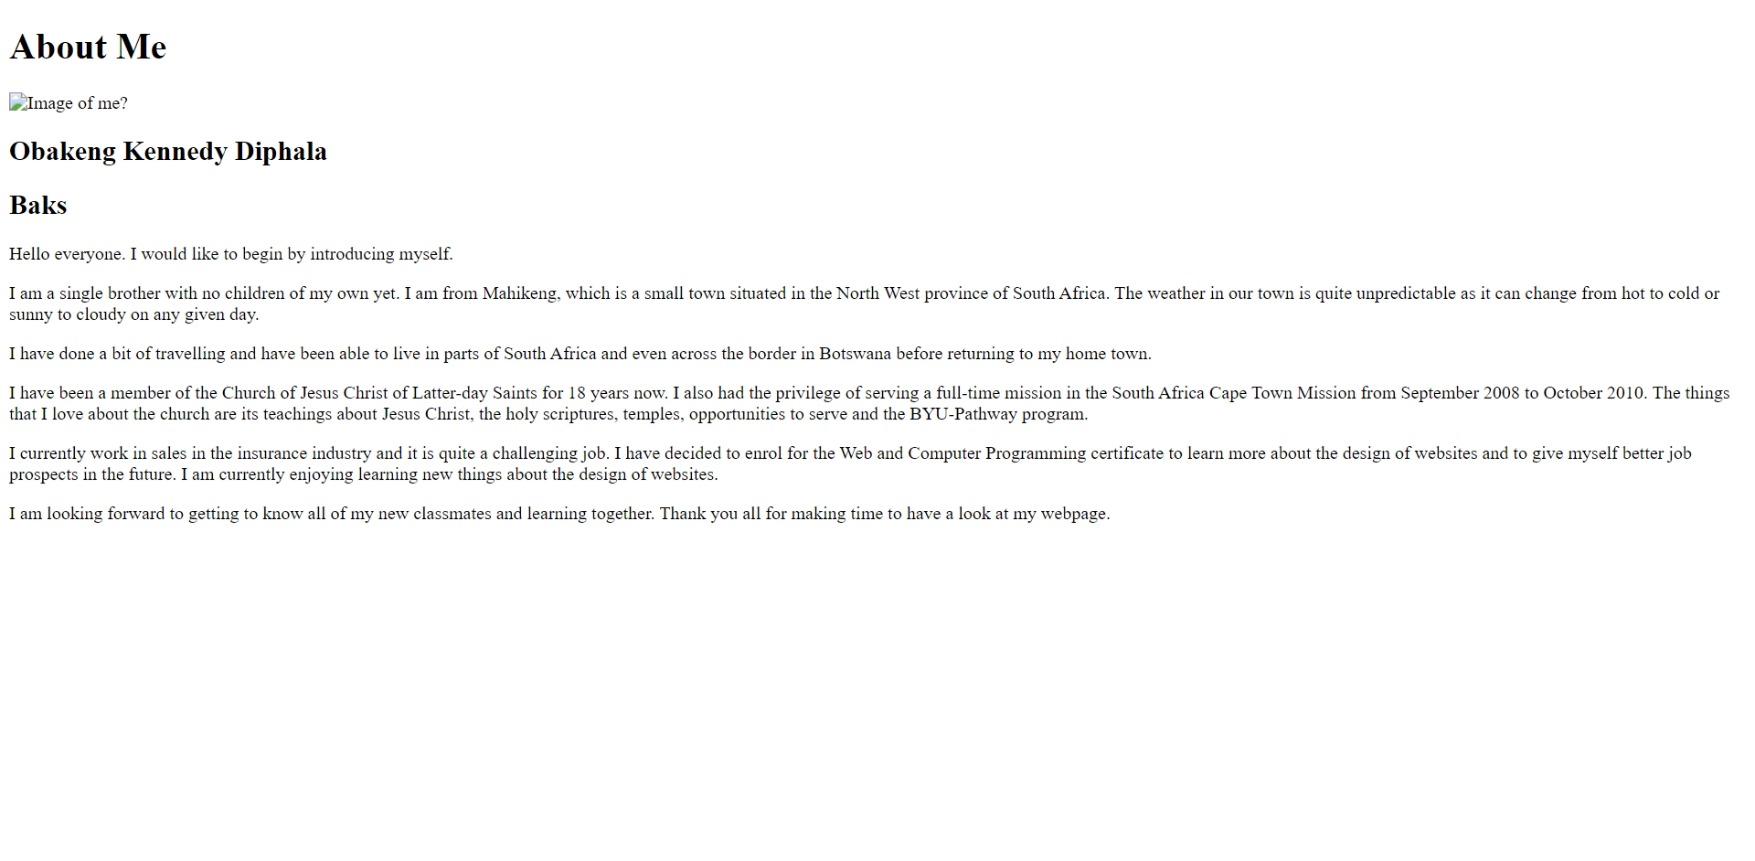 About Me
Image of me?
Obakeng Kennedy Diphala
Baks
Hello everyone. I would like to begin by introducing myself.
I am a single brother with no children of my own yet. I am from Mahikeng, which is a small town situated in the North West province of South Africa. The weather in our town is quite unpredictable as it can change from hot to cold or
sunny to cloudy on any given day.
I have done a bit of travelling and have been able to live in parts of South Africa and even across the border in Botswana before returning to my home town.
I have been a member of the Church of Jesus Christ of Latter-day Saints for 18 years now. I also had the privilege of serving a full-time mission in the South Africa Cape Town Mission from September 2008 to October 2010. The things
that I love about the church are its teachings about Jesus Christ, the holy scriptures, temples, opportunities to serve and the BYU-Pathway program.
I currently work in sales in the insurance industry and it is quite a challenging job. I have decided to enrol for the Web and Computer Programming certificate to learn more about the design of websites and to give myself better job
prospects in the future. I am currently enjoying learning new things about the design of websites.
I am looking forward to getting to know all of my new classmates and learning together. Thank you all for making time to have a look at my webpage.